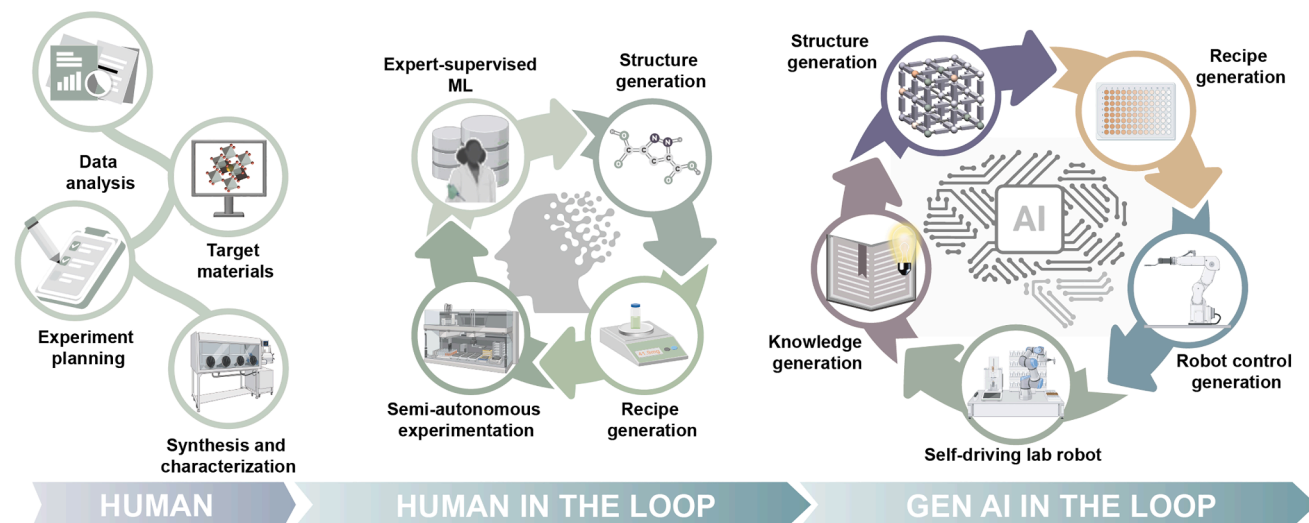 Data
analysis
Target
materials
Experiment
planning
Synthesis and
characterization
HUMAN
Expert-supervised
ML
Structure
generation
N
N
H
Recipe
generation
Semi-autonomous
experimentation
HUMAN IN THE LOOP
Structure
generation
Recipe
generation
AI
Robot control
generation
Self-driving lab robot
Knowledge
generation
GEN AI IN THE LOOP